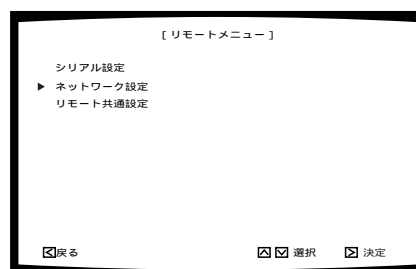 [ リモートメニュー ]
シリアル設定
▶ ネットワーク設定
リモート共通設定
戻る 選択 決定